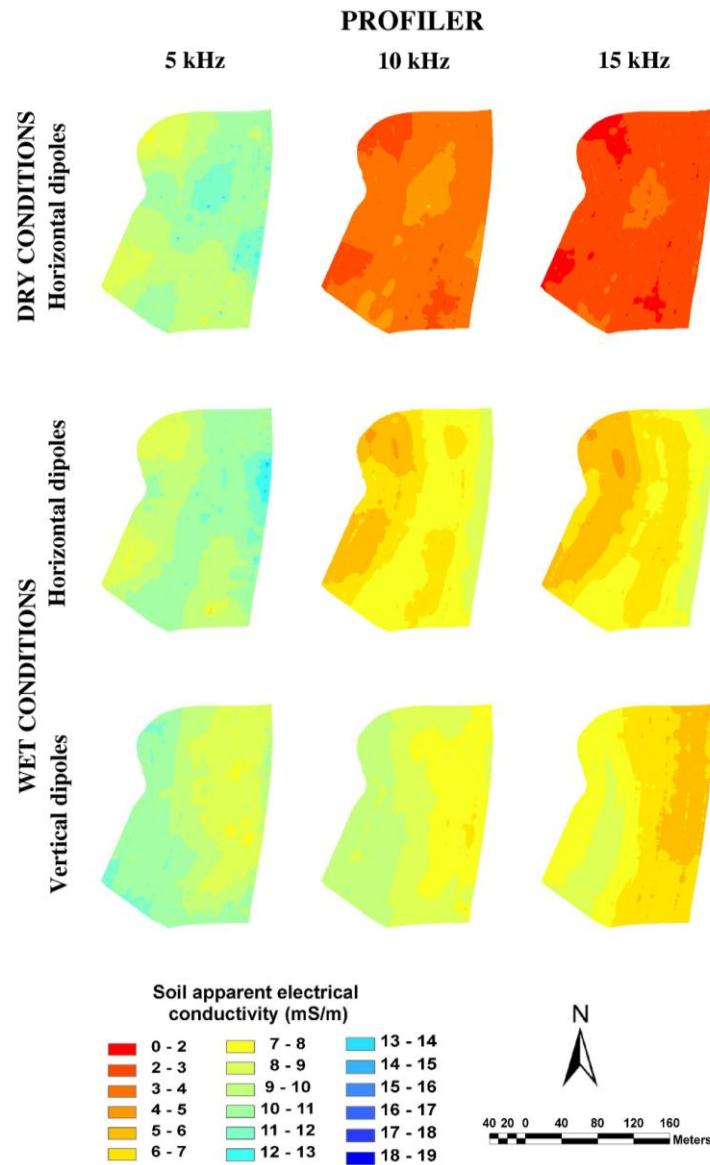 PROFILER
5 kHz 10 kHz 15 kHz
DRY CONDITIONS
Horizontal dipoles
WET CONDITIONS
Horizontal dipoles
Vertical dipoles
Soil apparent electrical
conductivity (mS/m)
0 - 2 7 - 8 13 - 14
2 - 3 8 - 9 14 - 15
3 - 4 9 - 10 15 - 16
4 - 5 10 - 11 16 - 17
5 - 6 11 - 12 17 - 18
6 - 7 12 - 13 18 - 19
N
40 20 0 40 80 120 160
Meters